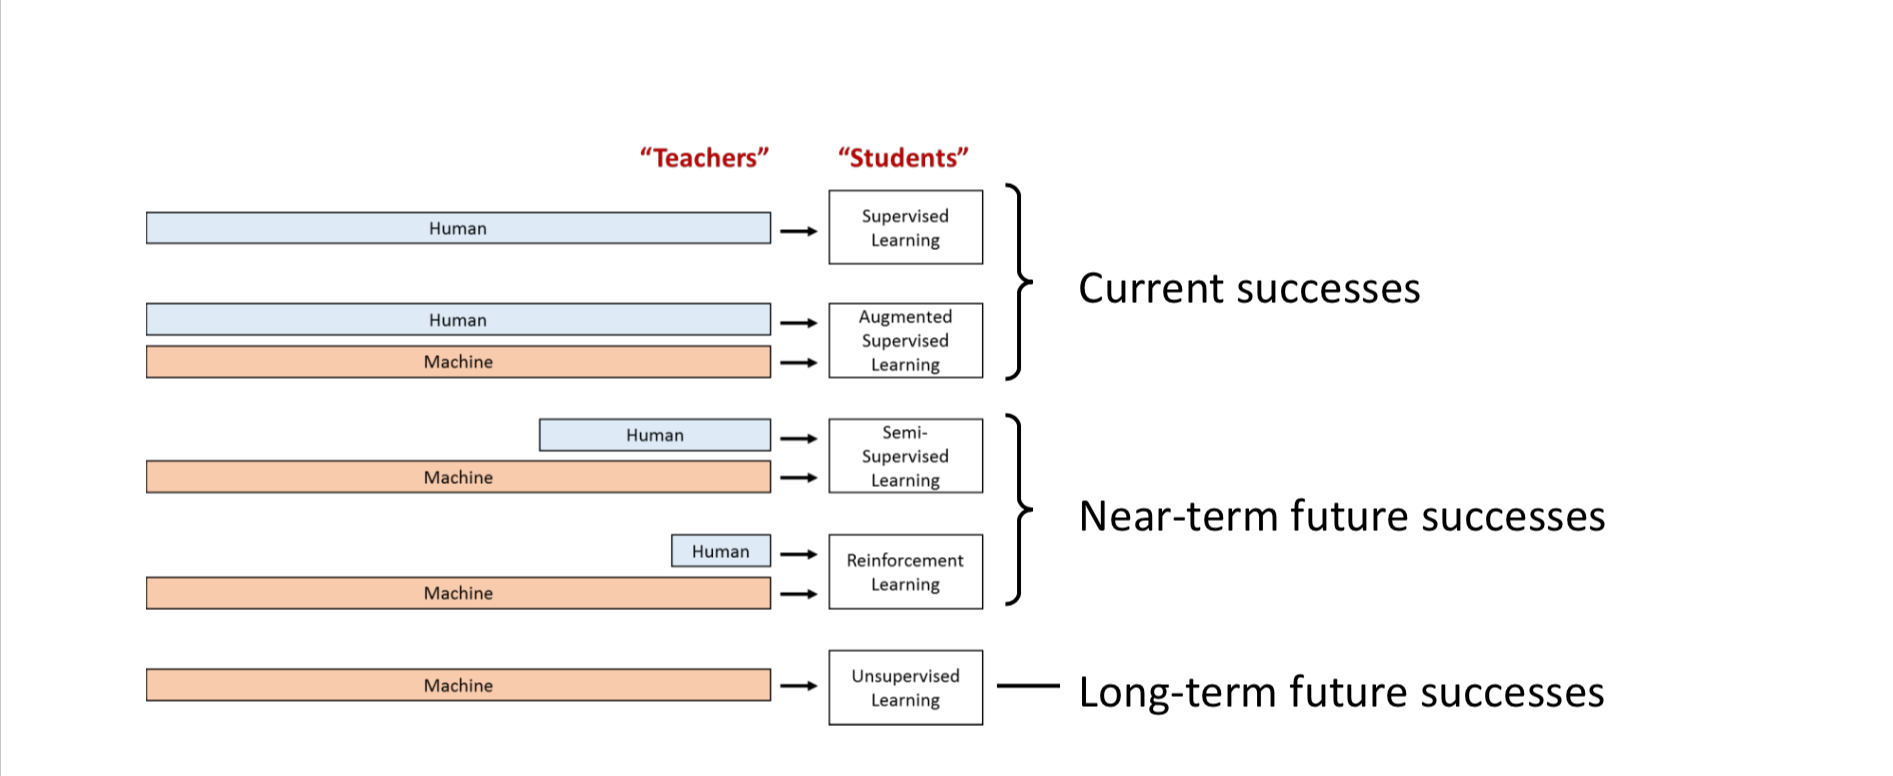 “Teachers”
“Students”
Human
Supervised
Learning
Current successes
Human
Machine
Augmented
Supervised
Learning
Human
Machine
Semi-
Supervised
Learning
Near-term future successes
Human
Machine
Reinforcement
Learning
Machine
Unsupervised
Learning
Long-term future successes